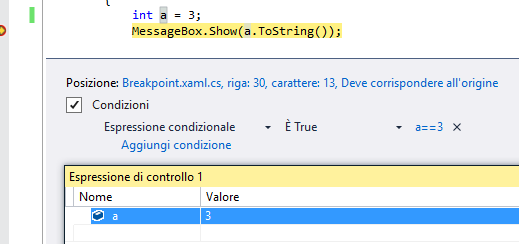 {
int a = 3;
MessageBox.Show(a.ToString());
Posizione: Breakpoint.xaml.cs, riga: 30, carattere: 13, Deve corrispondere all'origine
Condizioni
Espressione condizionale È True a==3 ×
Aggiungi condizione
Espressione di controllo 1
Nome Valore
a 3